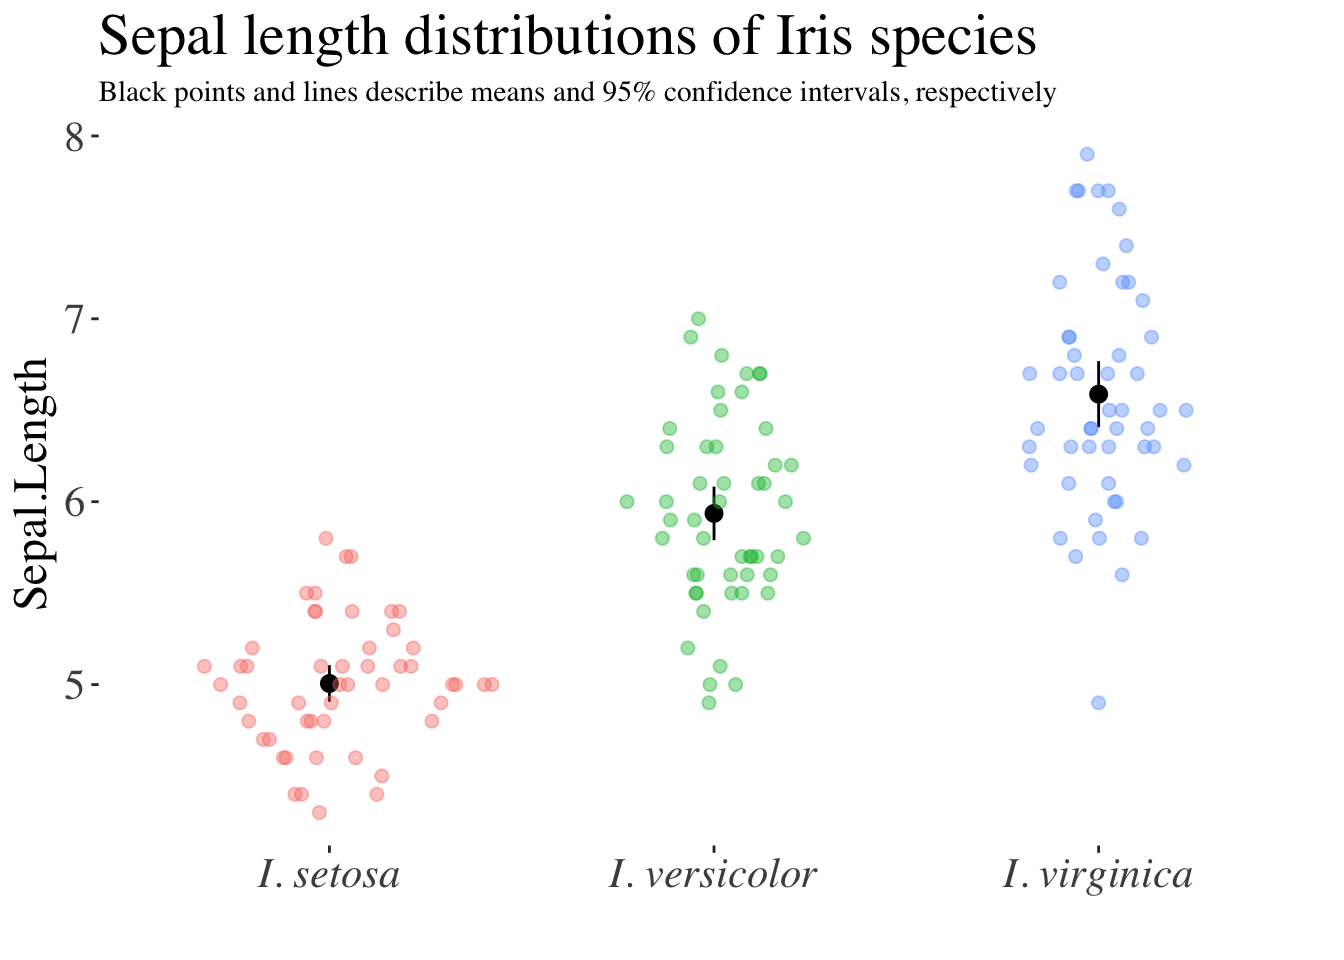 Sepal length distributions of Iris species
Black points and lines describe means and 95% confidence intervals, respectively
8
7
6
5
Sepal.Length
I. setosa
I. versicolor
I. virginica